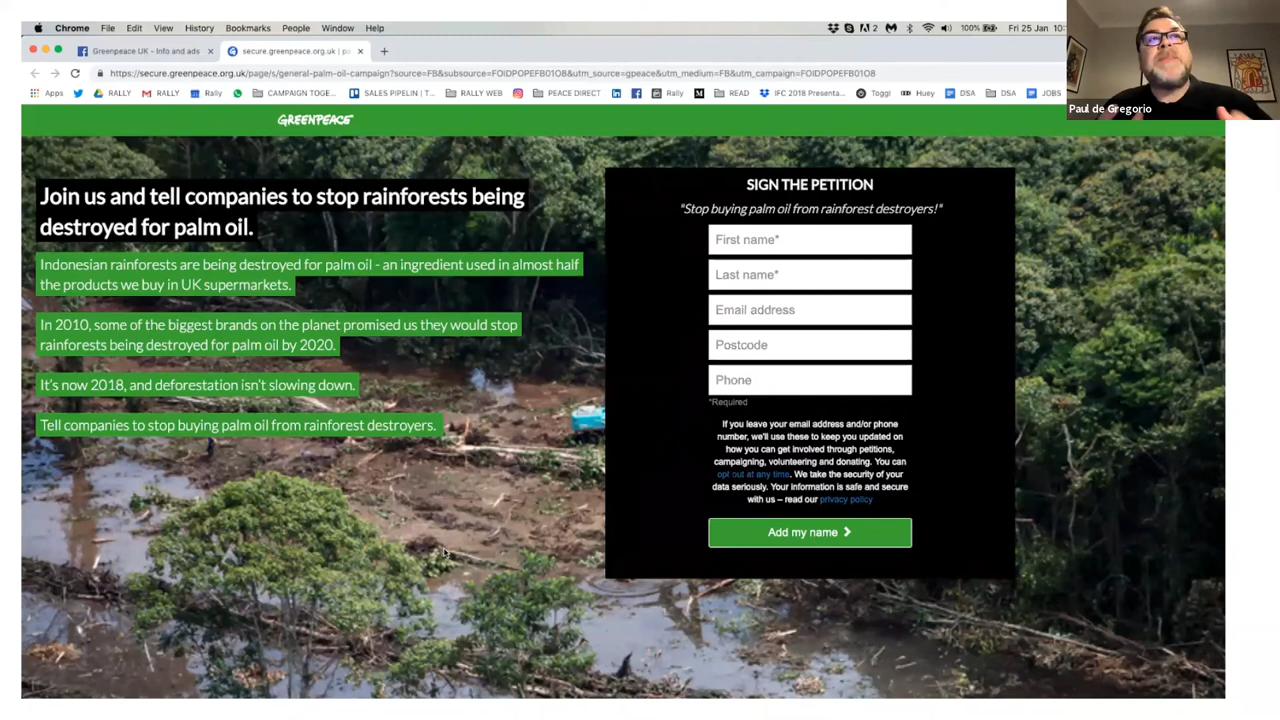 Chrome File Edit View History Bookmarks People Window Help
2 100% Fri 25 Jan
Greenpeace UK - Info and ads
secure.greenpeace.org.uk | p
https://secure.greenpeace.org.uk/page/s/general-palm-oil-campaign?source=FB&subsource=FOIDPOPEFB01O8&utm_source=gpeace&utm_medium=FB&utm_campaign=FOIDPOPEFB01O8
Apps RALLY RALLY Rally CAMPAIGN TOGE... SALES PIPELIN | T... RALLY WEB PEACE DIRECT Rally READ IFC 2018 Presenta... Toggl Huey DSA DSA JOBS
Paul de Gregorio
GREENPEACE
Join us and tell companies to stop rainforests being
destroyed for palm oil.
Indonesian rainforests are being destroyed for palm oil - an ingredient used in almost half
the products we buy in UK supermarkets.
In 2010, some of the biggest brands on the planet promised us they would stop
rainforests being destroyed for palm oil by 2020.
It's now 2018, and deforestation isn't slowing down.
Tell companies to stop buying palm oil from rainforest destroyers.
SIGN THE PETITION
"Stop buying palm oil from rainforest destroyers!"
First name*
Last name*
Email address
Postcode
Phone
*Required
If you leave your email address and/or phone
number, we'll use these to keep you updated on
how you can get involved through petitions,
campaigning, volunteering and donating. You can
opt out at any time. We take the security of your
data seriously. Your information is safe and secure
with us – read our privacy policy
Add my name